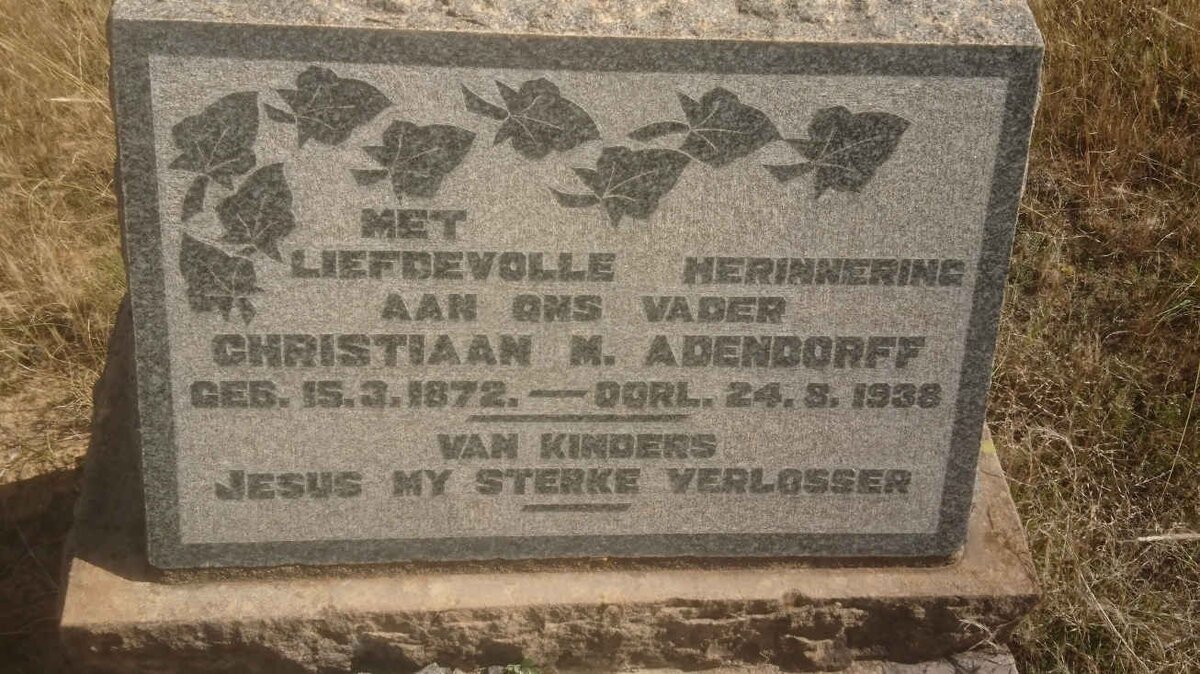 MET
LIEFDEVOLLE HERINNERING
AAN ONS VADER
CHRISTIAAN M. ADENDORFF
GEB. 15.3.1872. — OORL. 24.8.1938
VAN KINDERS
JESUS MY STERKE VERLOSSER